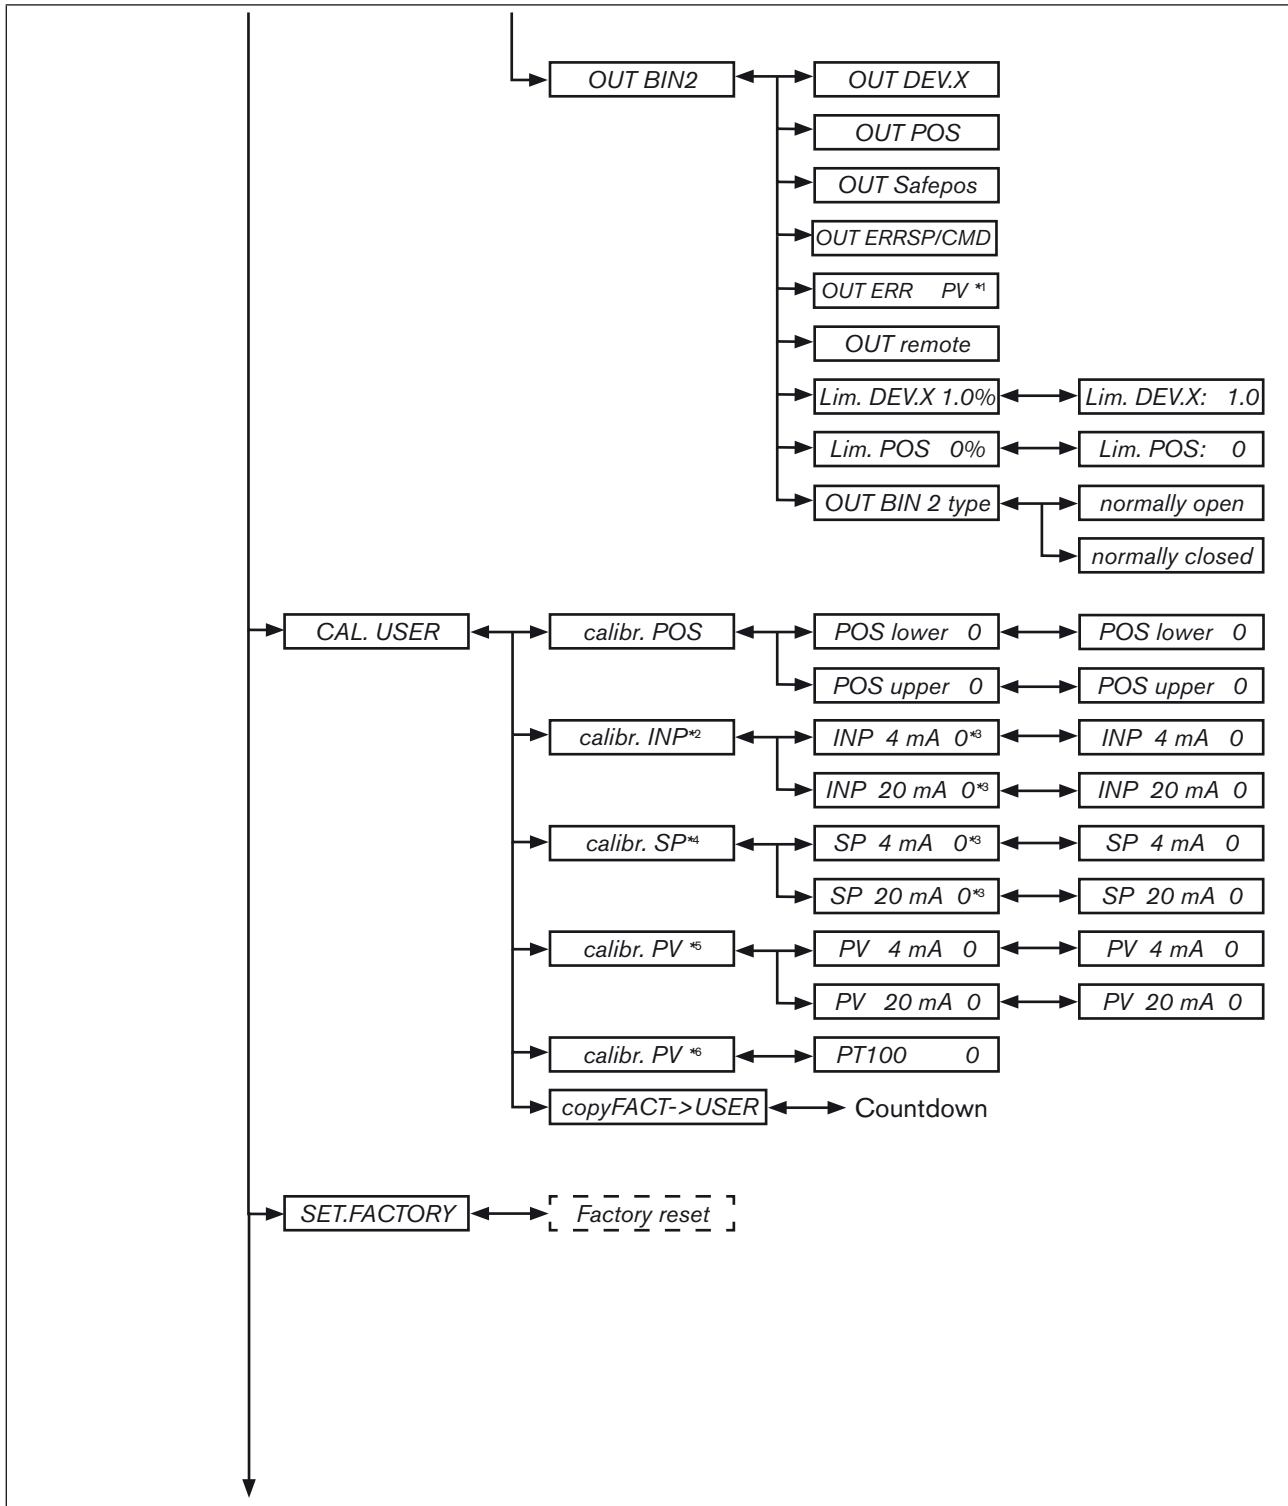 OUT BIN2
OUT DEV.X
OUT POS
OUT Safepos
OUT ERRSP/CMD
OUT ERR PV *1
OUT remote
Lim. DEV.X 1.0%
Lim. DEV.X: 1.0
Lim. POS 0%
Lim. POS: 0
OUT BIN 2 type
normally open
normally closed
CAL. USER
calibr. POS
POS lower 0
POS lower 0
POS upper 0
POS upper 0
calibr. INP*2
INP 4 mA 0*3
INP 4 mA 0
INP 20 mA 0*3
INP 20 mA 0
calibr. SP*4
SP 4 mA 0*3
SP 4 mA 0
SP 20 mA 0*3
SP 20 mA 0
calibr. PV *5
PV 4 mA 0
PV 4 mA 0
PV 20 mA 0
PV 20 mA 0
calibr. PV *6
PT100 0
copyFACT->USER
Countdown
SET.FACTORY
Factory reset